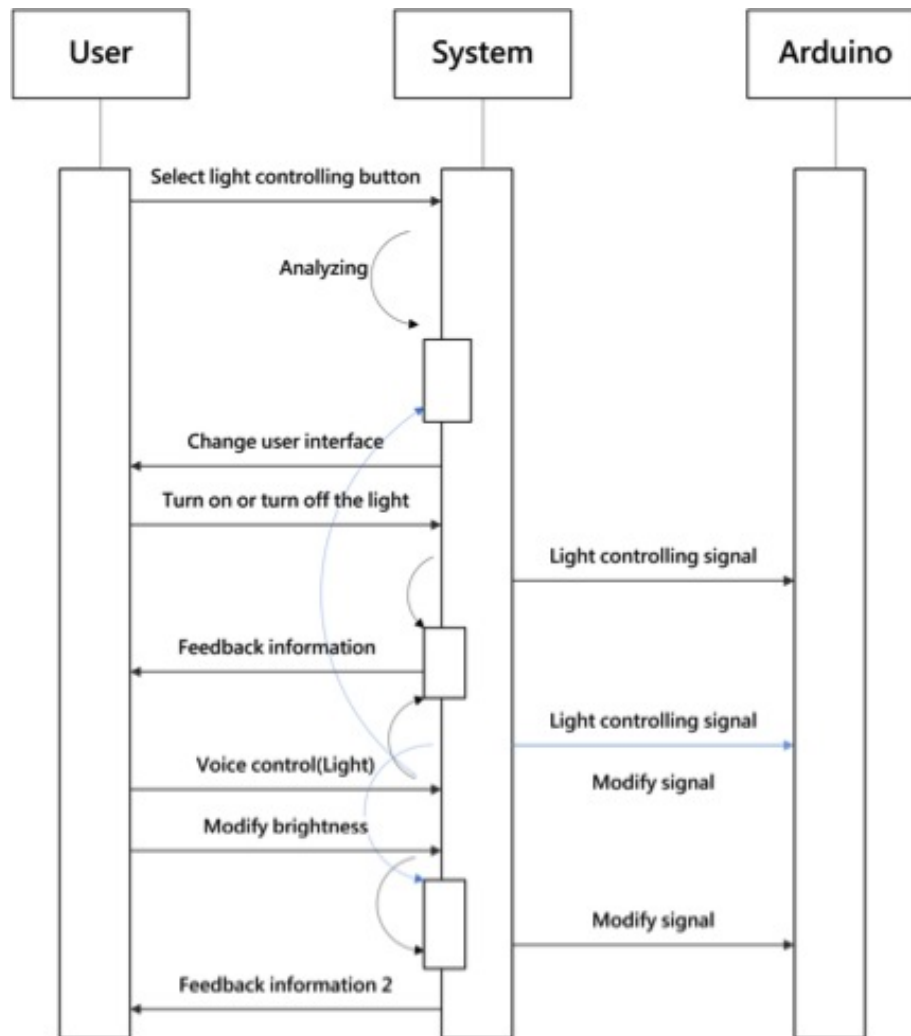 User
System
Arduino
Select light controlling button
Analyzing
Change user interface
Turn on or turn off the light
Light controlling signal
Feedback information
Light controlling signal
Voice control(Light)
Modify signal
Modify brightness
Modify signal
Feedback information 2